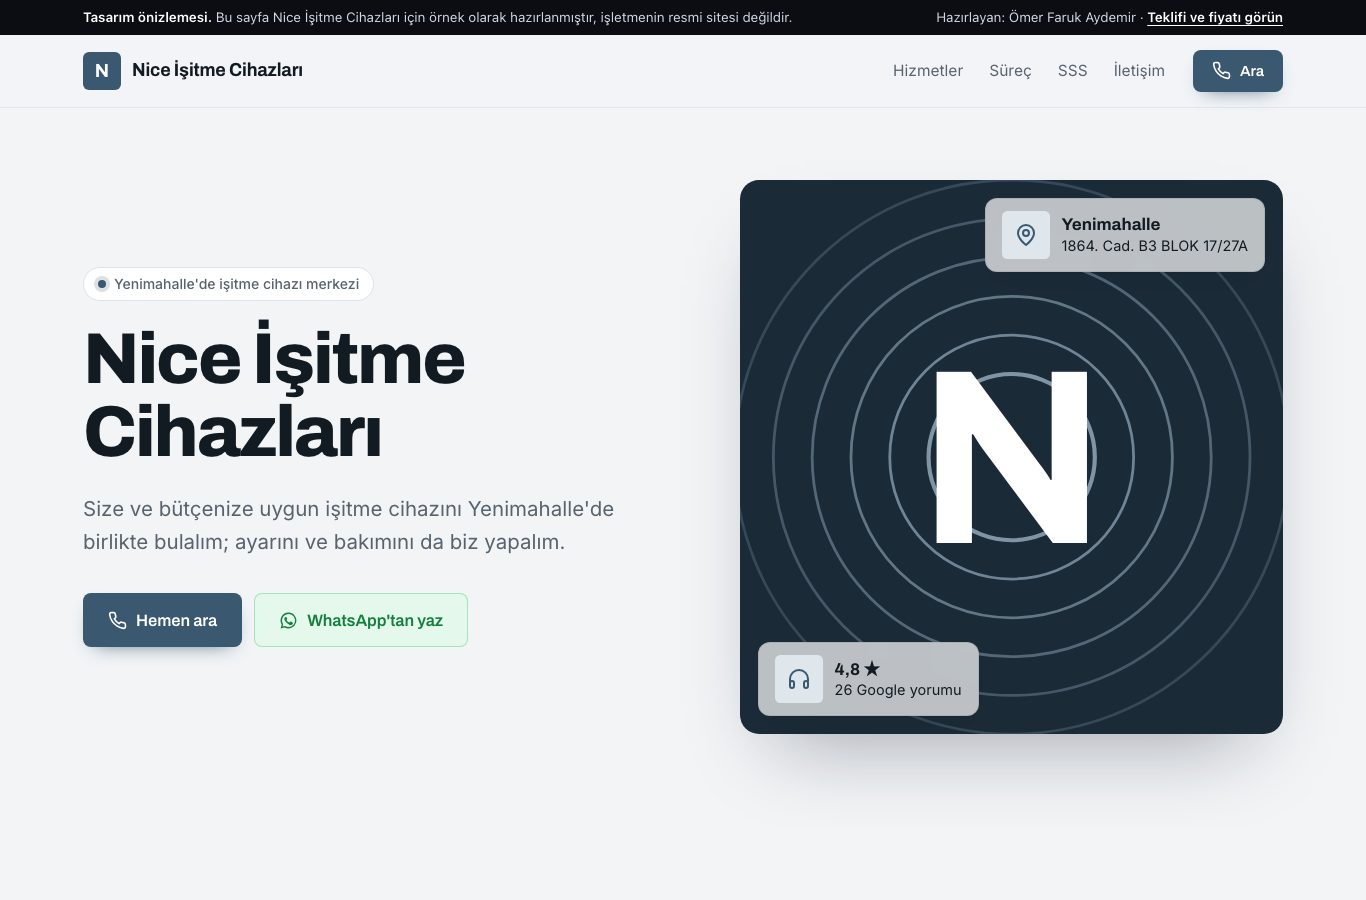 Tasarım önizlemesi. Bu sayfa Nice İşitme Cihazları için örnek olarak hazırlanmıştır, işletmenin resmi sitesi değildir.
Hazırlayan: Ömer Faruk Aydemir · Teklifi ve fiyatı görün
N
Nice İşitme Cihazları
Hizmetler
Süreç
SSS
İletişim
Ara
Yenimahalle'de işitme cihazı merkezi
Nice İşitme
Cihazları
Size ve bütçenize uygun işitme cihazını Yenimahalle'de
birlikte bulalım; ayarını ve bakımını da biz yapalım.
Hemen ara
WhatsApp'tan yaz
Yenimahalle
1864. Cad. B3 BLOK 17/27A
N
4,8 ★
26 Google yorumu